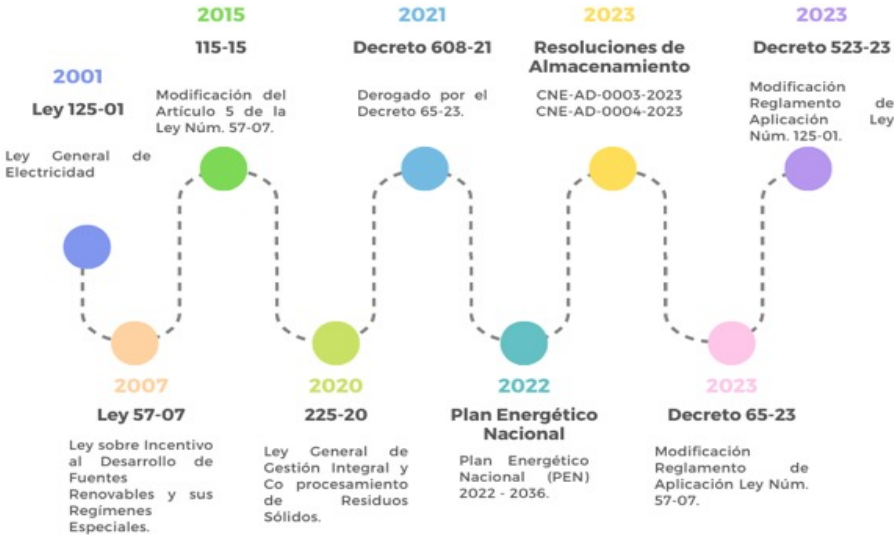 2001
Ley 125-01
Ley General de
Electricidad
2007
Ley 57-07
Ley sobre Incentivo
al Desarrollo de
Fuentes
Renovables y sus
Regímenes
Especiales.
2015
115-15
Modificación del
Artículo 5 de la
Ley Núm. 57-07.
2020
225-20
Ley General de
Gestión Integral y
Co procesamiento
de Residuos
Sólidos.
2021
Decreto 608-21
Derogado por el
Decreto 65-23.
2022
Plan Energético
Nacional
Plan Energético
Nacional (PEN)
2022 - 2036.
2023
Resoluciones de
Almacenamiento
CNE-AD-0003-2023
CNE-AD-0004-2023
2023
Decreto 65-23
Modificación
Reglamento de
Aplicación Ley Núm.
57-07.
2023
Decreto 523-23
Modificación
Reglamento de
Aplicación Ley
Núm. 125-01.